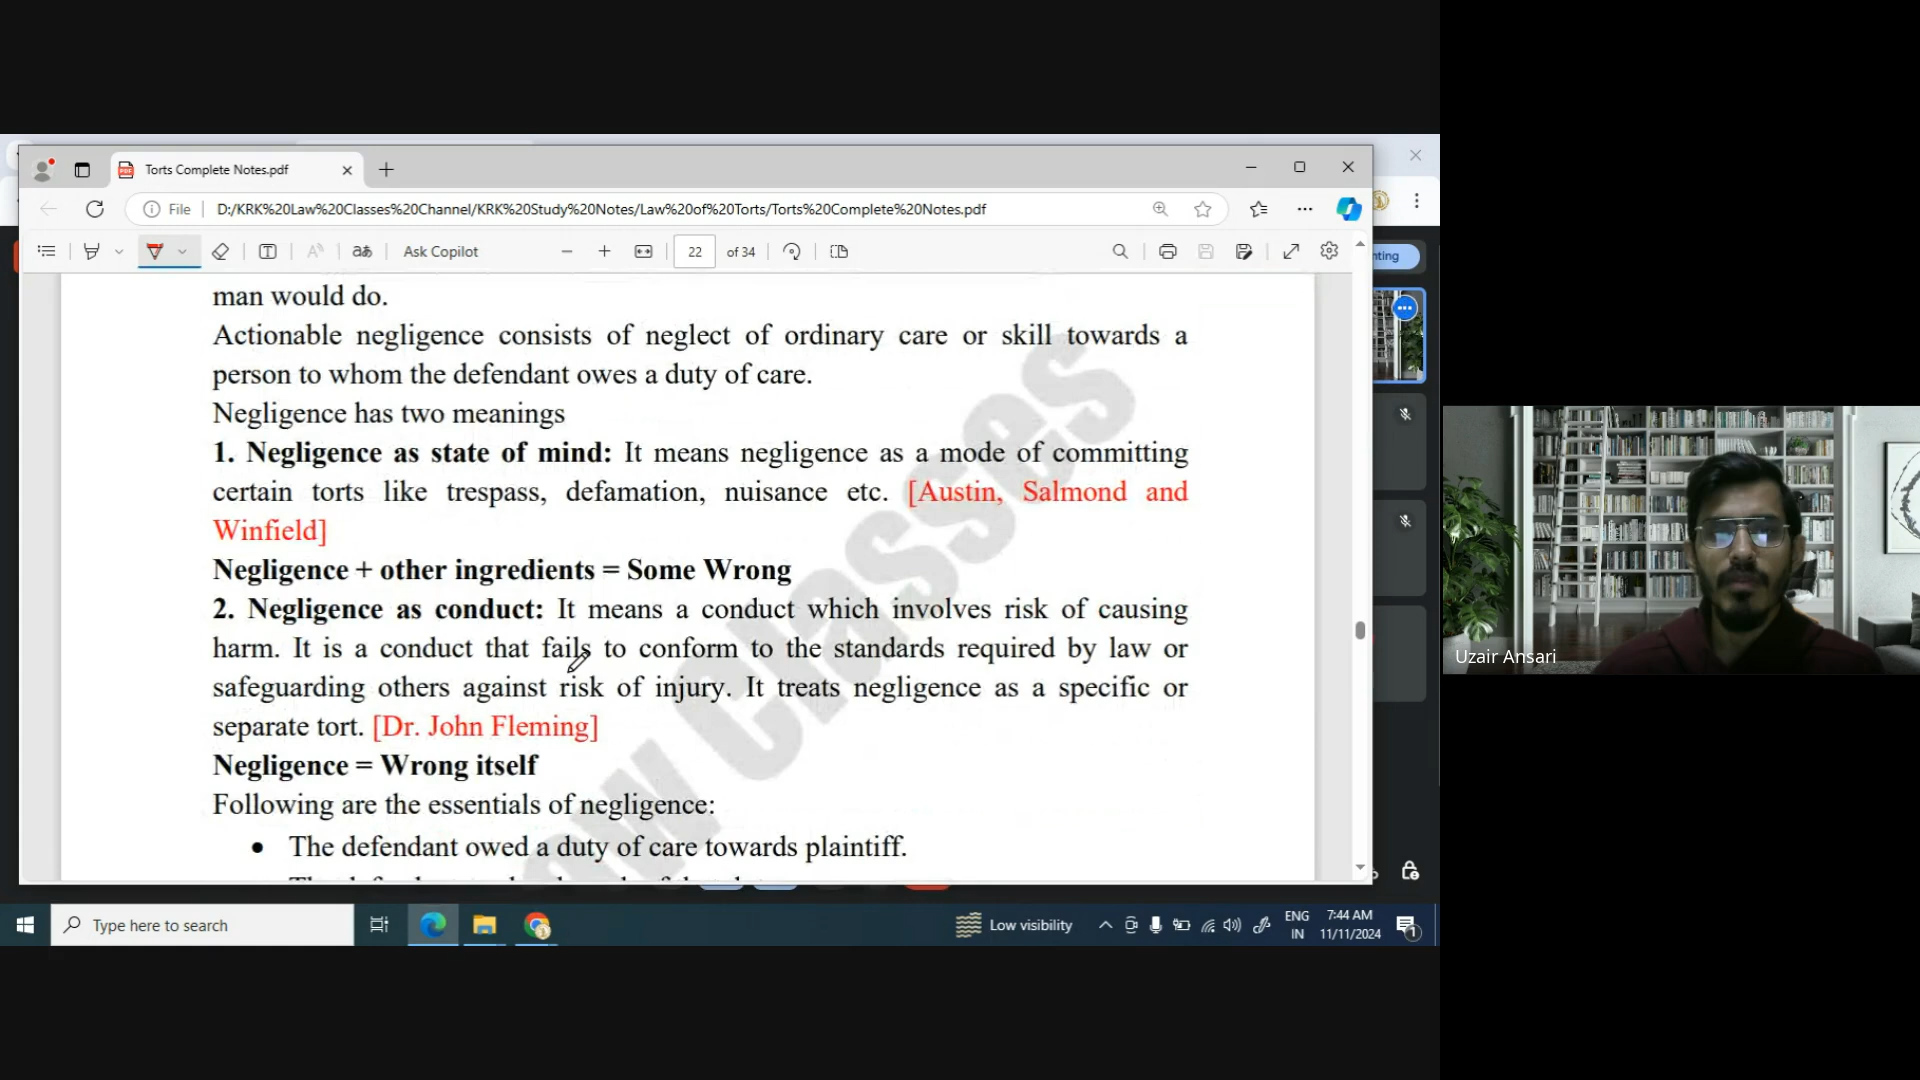 Torts Complete Notes.pdf
File D:/KRK%20Law%20Classes%20Channel/KRK%20Study%20Notes/Law%20of%20Torts/Torts%20Complete%20Notes.pdf
Ask Copilot
22 of 34
man would do.
Actionable negligence consists of neglect of ordinary care or skill towards a
person to whom the defendant owes a duty of care.
Negligence has two meanings
1. Negligence as state of mind: It means negligence as a mode of committing
certain torts like trespass, defamation, nuisance etc. [Austin, Salmond and
Winfield]
Negligence + other ingredients = Some Wrong
2. Negligence as conduct: It means a conduct which involves risk of causing
harm. It is a conduct that fails to conform to the standards required by law or
safeguarding others against risk of injury. It treats negligence as a specific or
separate tort. [Dr. John Fleming]
Negligence = Wrong itself
Following are the essentials of negligence:
• The defendant owed a duty of care towards plaintiff.
Classes
Uzair Ansari
Type here to search
Low visibility
ENG
IN
7:44 AM
11/11/2024
1